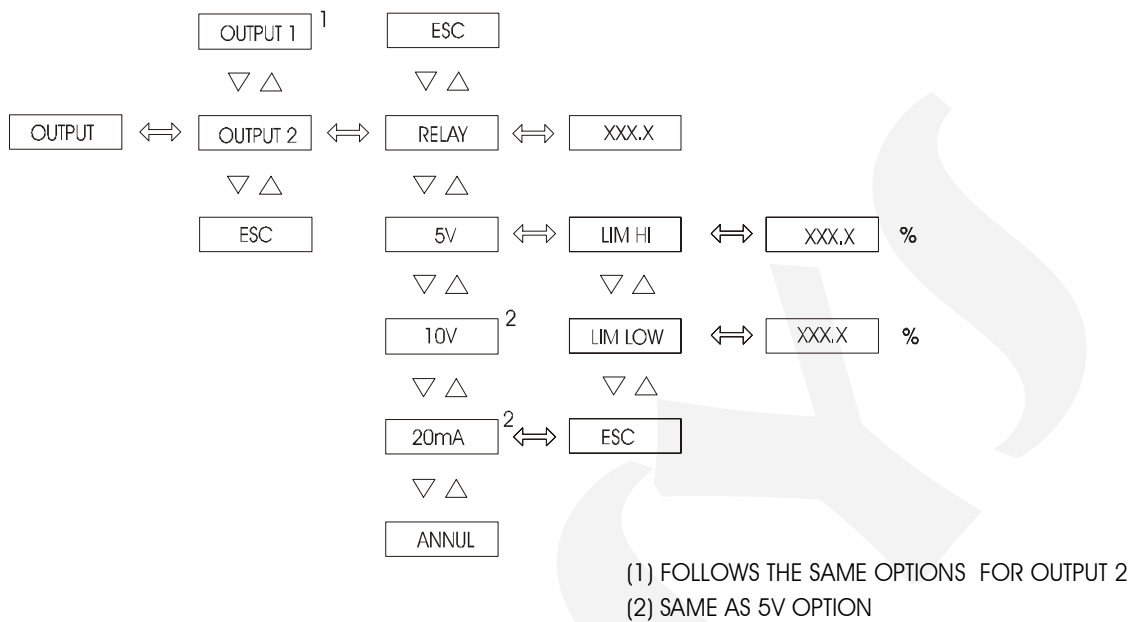 OUTPUT 1 1 ESC
OUTPUT OUTPUT 2 RELAY XXX.X
ESC 5V LIM HI XXX.X %
10V 2 LIM LOW XXX.X %
20mA 2 ESC
ANNUL
(1) FOLLOWS THE SAME OPTIONS FOR OUTPUT 2
(2) SAME AS 5V OPTION